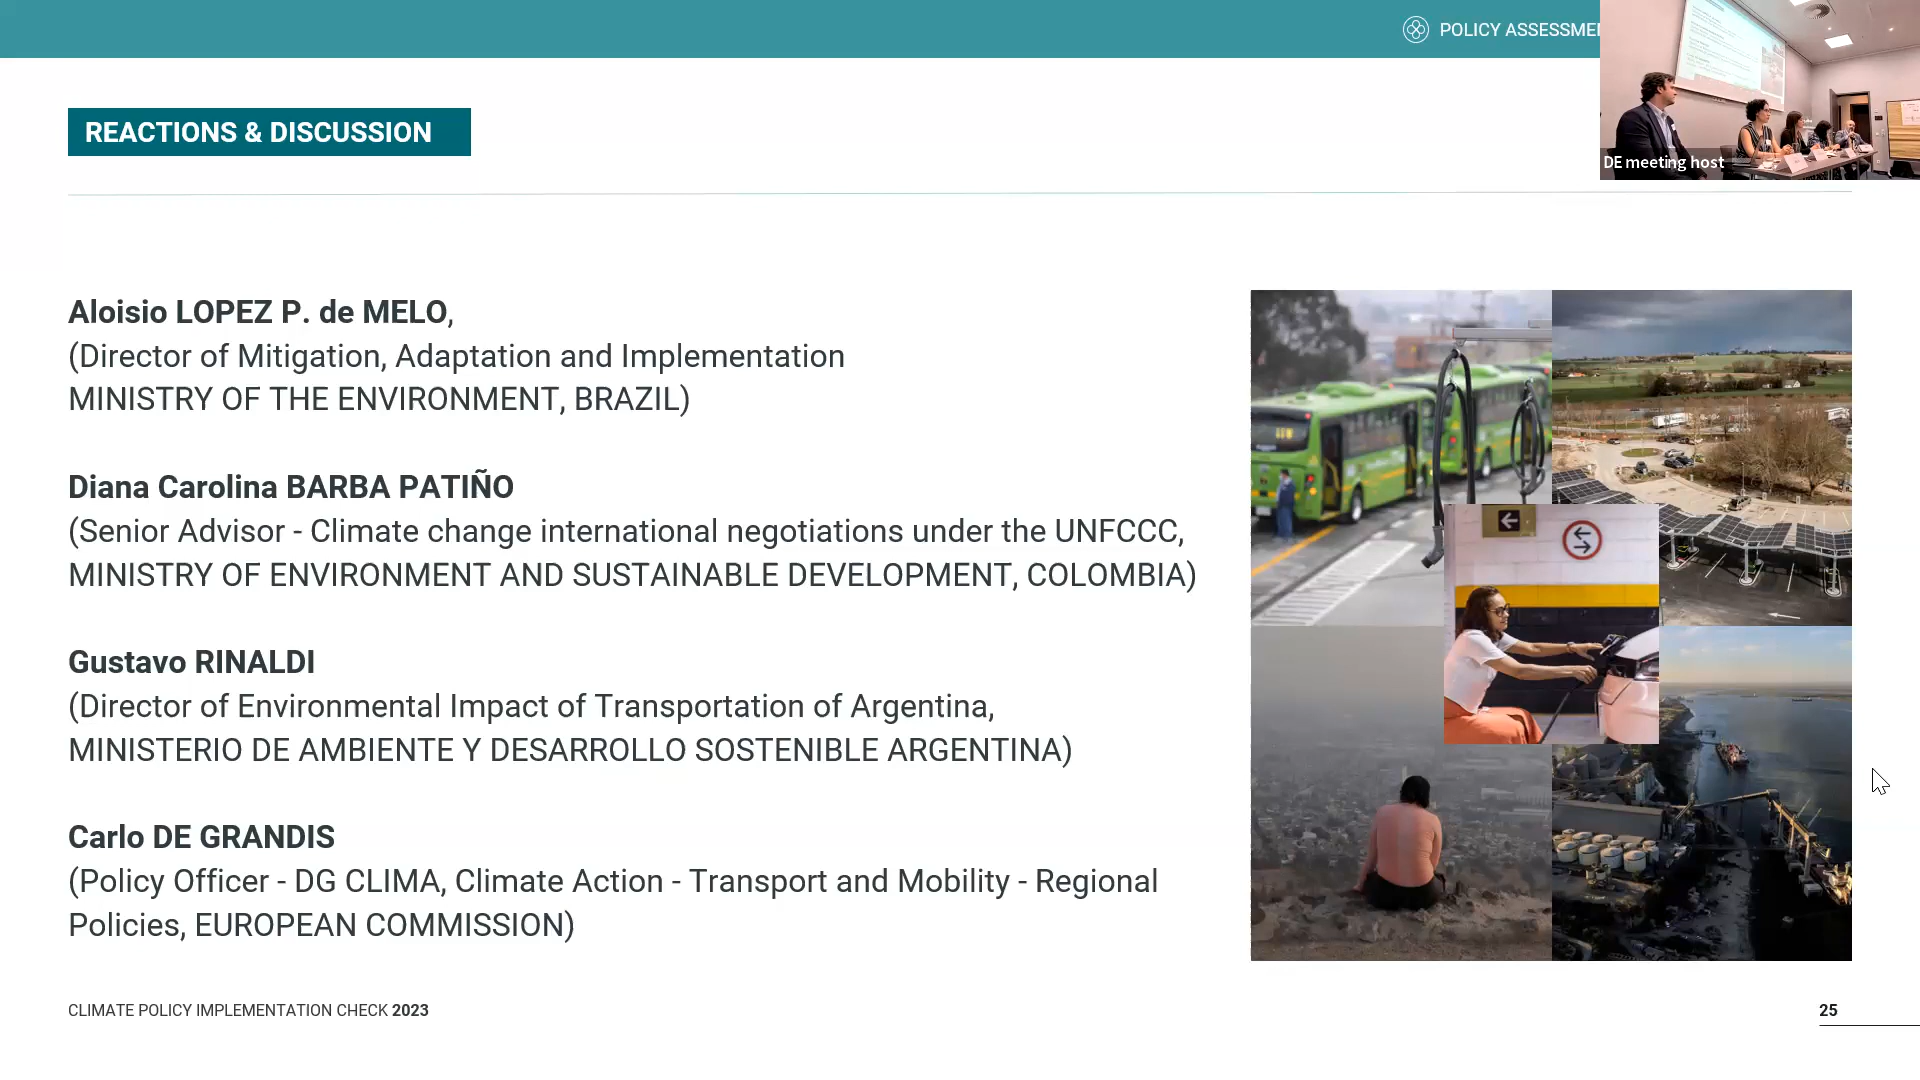 POLICY ASSESSME
DE meeting host
REACTIONS & DISCUSSION
Aloisio LOPEZ P. de MELO,
(Director of Mitigation, Adaptation and Implementation
MINISTRY OF THE ENVIRONMENT, BRAZIL)
Diana Carolina BARBA PATIÑO
(Senior Advisor - Climate change international negotiations under the UNFCCC,
MINISTRY OF ENVIRONMENT AND SUSTAINABLE DEVELOPMENT, COLOMBIA)
Gustavo RINALDI
(Director of Environmental Impact of Transportation of Argentina,
MINISTERIO DE AMBIENTE Y DESARROLLO SOSTENIBLE ARGENTINA)
Carlo DE GRANDIS
(Policy Officer - DG CLIMA, Climate Action - Transport and Mobility - Regional
Policies, EUROPEAN COMMISSION)
CLIMATE POLICY IMPLEMENTATION CHECK 2023
25